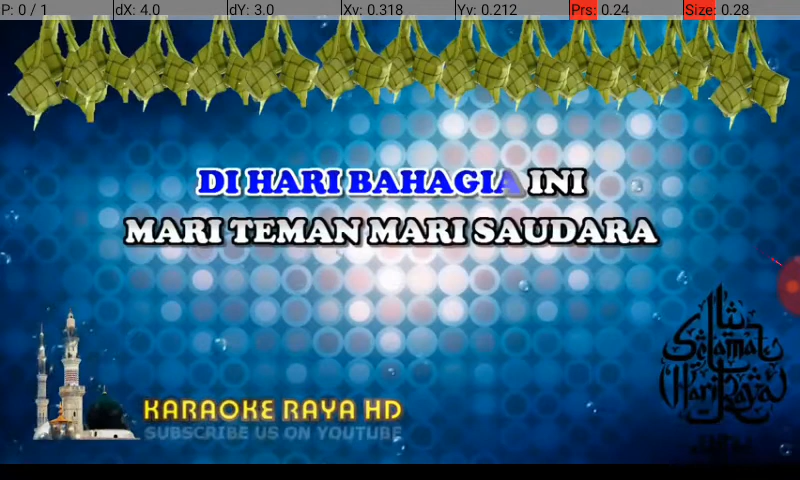 P: 0 / 1 dX: 4.0 dY: 3.0 Xv: 0.318 Yv: 0.212 Prs: 0.24 Size: 0.28
DI HARI BAHAGIA INI
MARI TEMAN MARI SAUDARA
Selamat
Hari Raya
KARAOKE RAYA HD
SUBSCRIBE US ON YOUTUBE